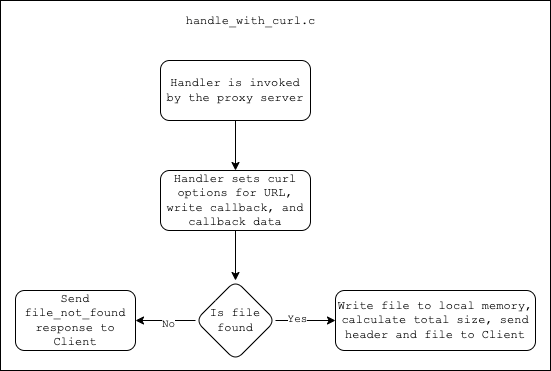 handle_with_curl.c
Handler is invoked
by the proxy server
Handler sets curl
options for URL,
write callback, and
callback data
Is file
found
No
Yes
Send
file_not_found
response to
Client
Write file to local memory,
calculate total size, send
header and file to Client